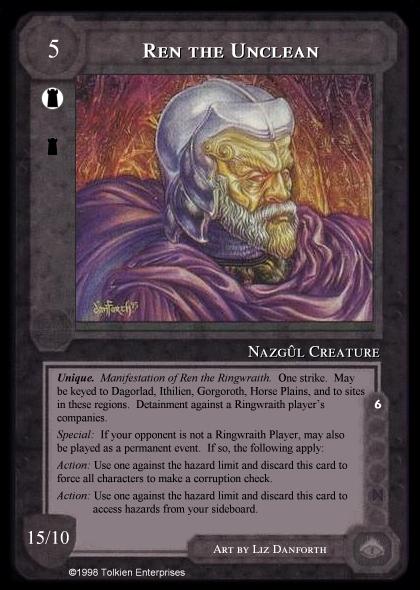 5
REN THE UNCLEAN
Danforth 95
NAZGÛL CREATURE
Unique. Manifestation of Ren the Ringwraith. One strike. May
be keyed to Dagorlad, Ithilien, Gorgoroth, Horse Plains, and to sites
in these regions. Detainment against a Ringwraith player's
companies.
6
Special: If your opponent is not a Ringwraith Player, may also
be played as a permanent event. If so, the following apply:
Action: Use one against the hazard limit and discard this card to
force all characters to make a corruption check.
Action: Use one against the hazard limit and discard this card to
access hazards from your sideboard.
15/10
ART BY LIZ DANFORTH
©1998 Tolkien Enterprises